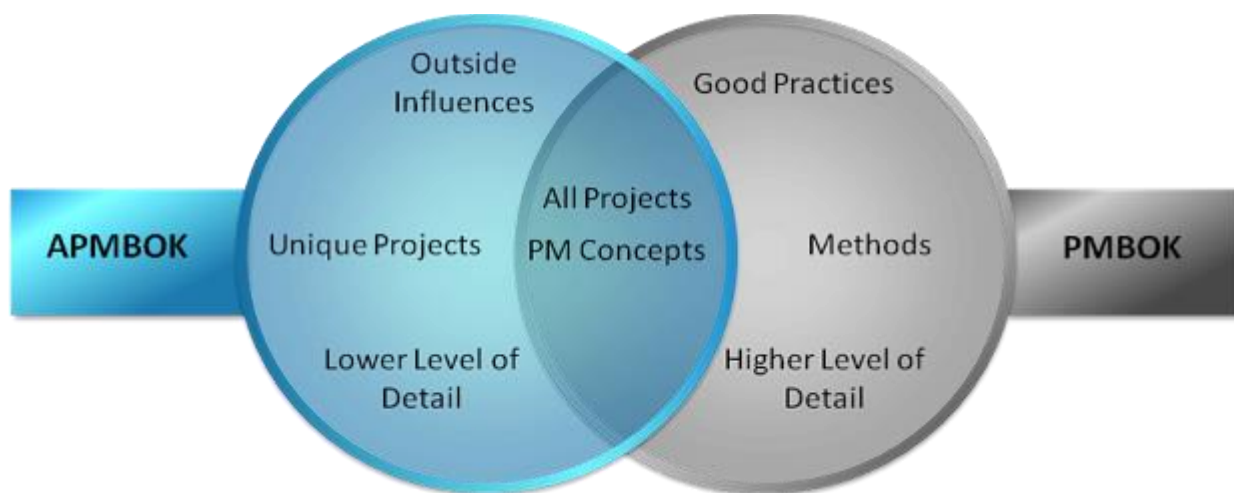 APMBOK
Outside
Influences
Unique Projects
Lower Level of
Detail
All Projects
PM Concepts
Good Practices
Methods
Higher Level of
Detail
PMBOK